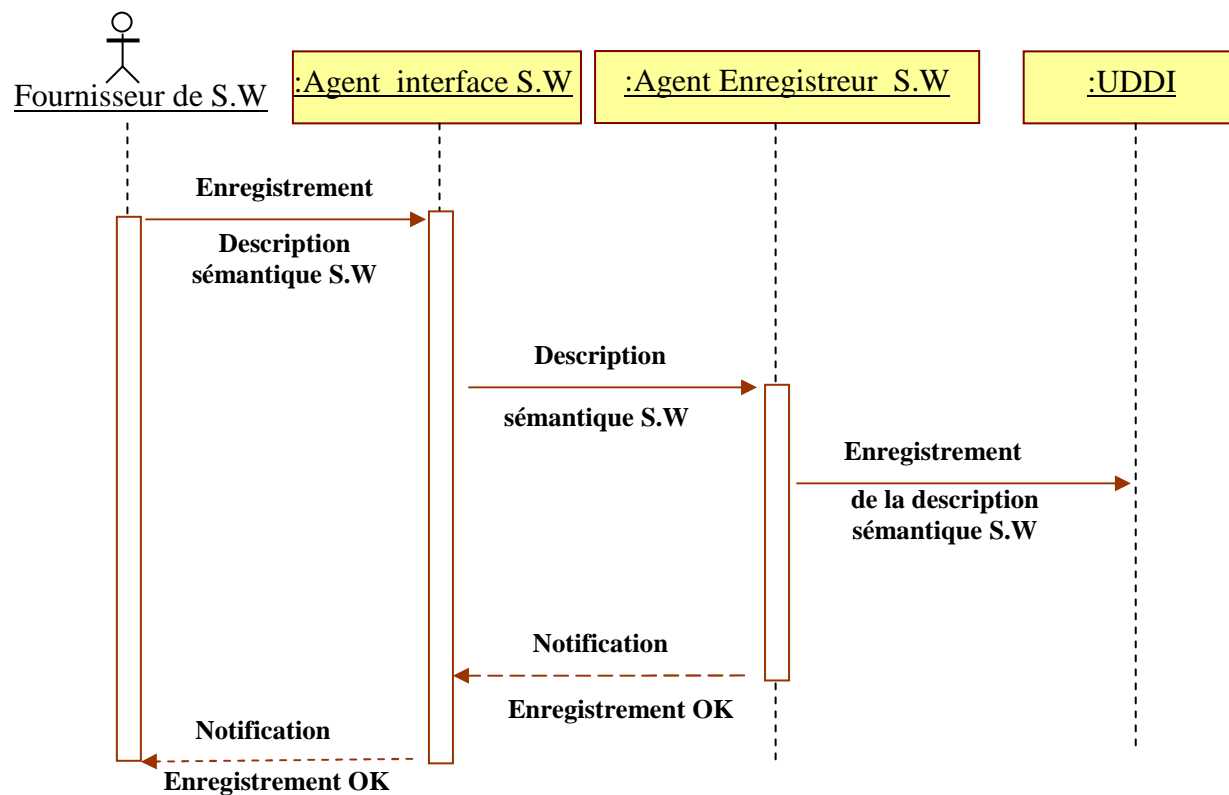 Fournisseur de S.W
:Agent interface S.W
:Agent Enregistreur S.W
:UDDI
Enregistrement
Description
sémantique S.W
Description
sémantique S.W
Enregistrement
de la description
sémantique S.W
Notification
Enregistrement OK
Notification
Enregistrement OK